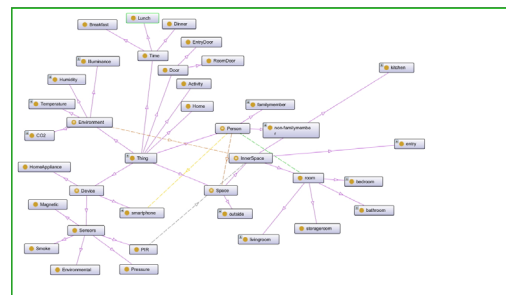 Lunch
Breakfast
Dinner
EntryDoor
Time
Illuminance
Door
RoomDoor
kitchen
Humidity
Activity
Temperature
Home
familymember
Environment
Person
non-familymember
CO2
entry
Thing
InnerSpace
HomeAppliance
room
bedroom
Device
Space
Magnetic
smartphone
outside
bathroom
Sensors
livingroom
storageroom
Smoke
PIR
Environmental
Pressure